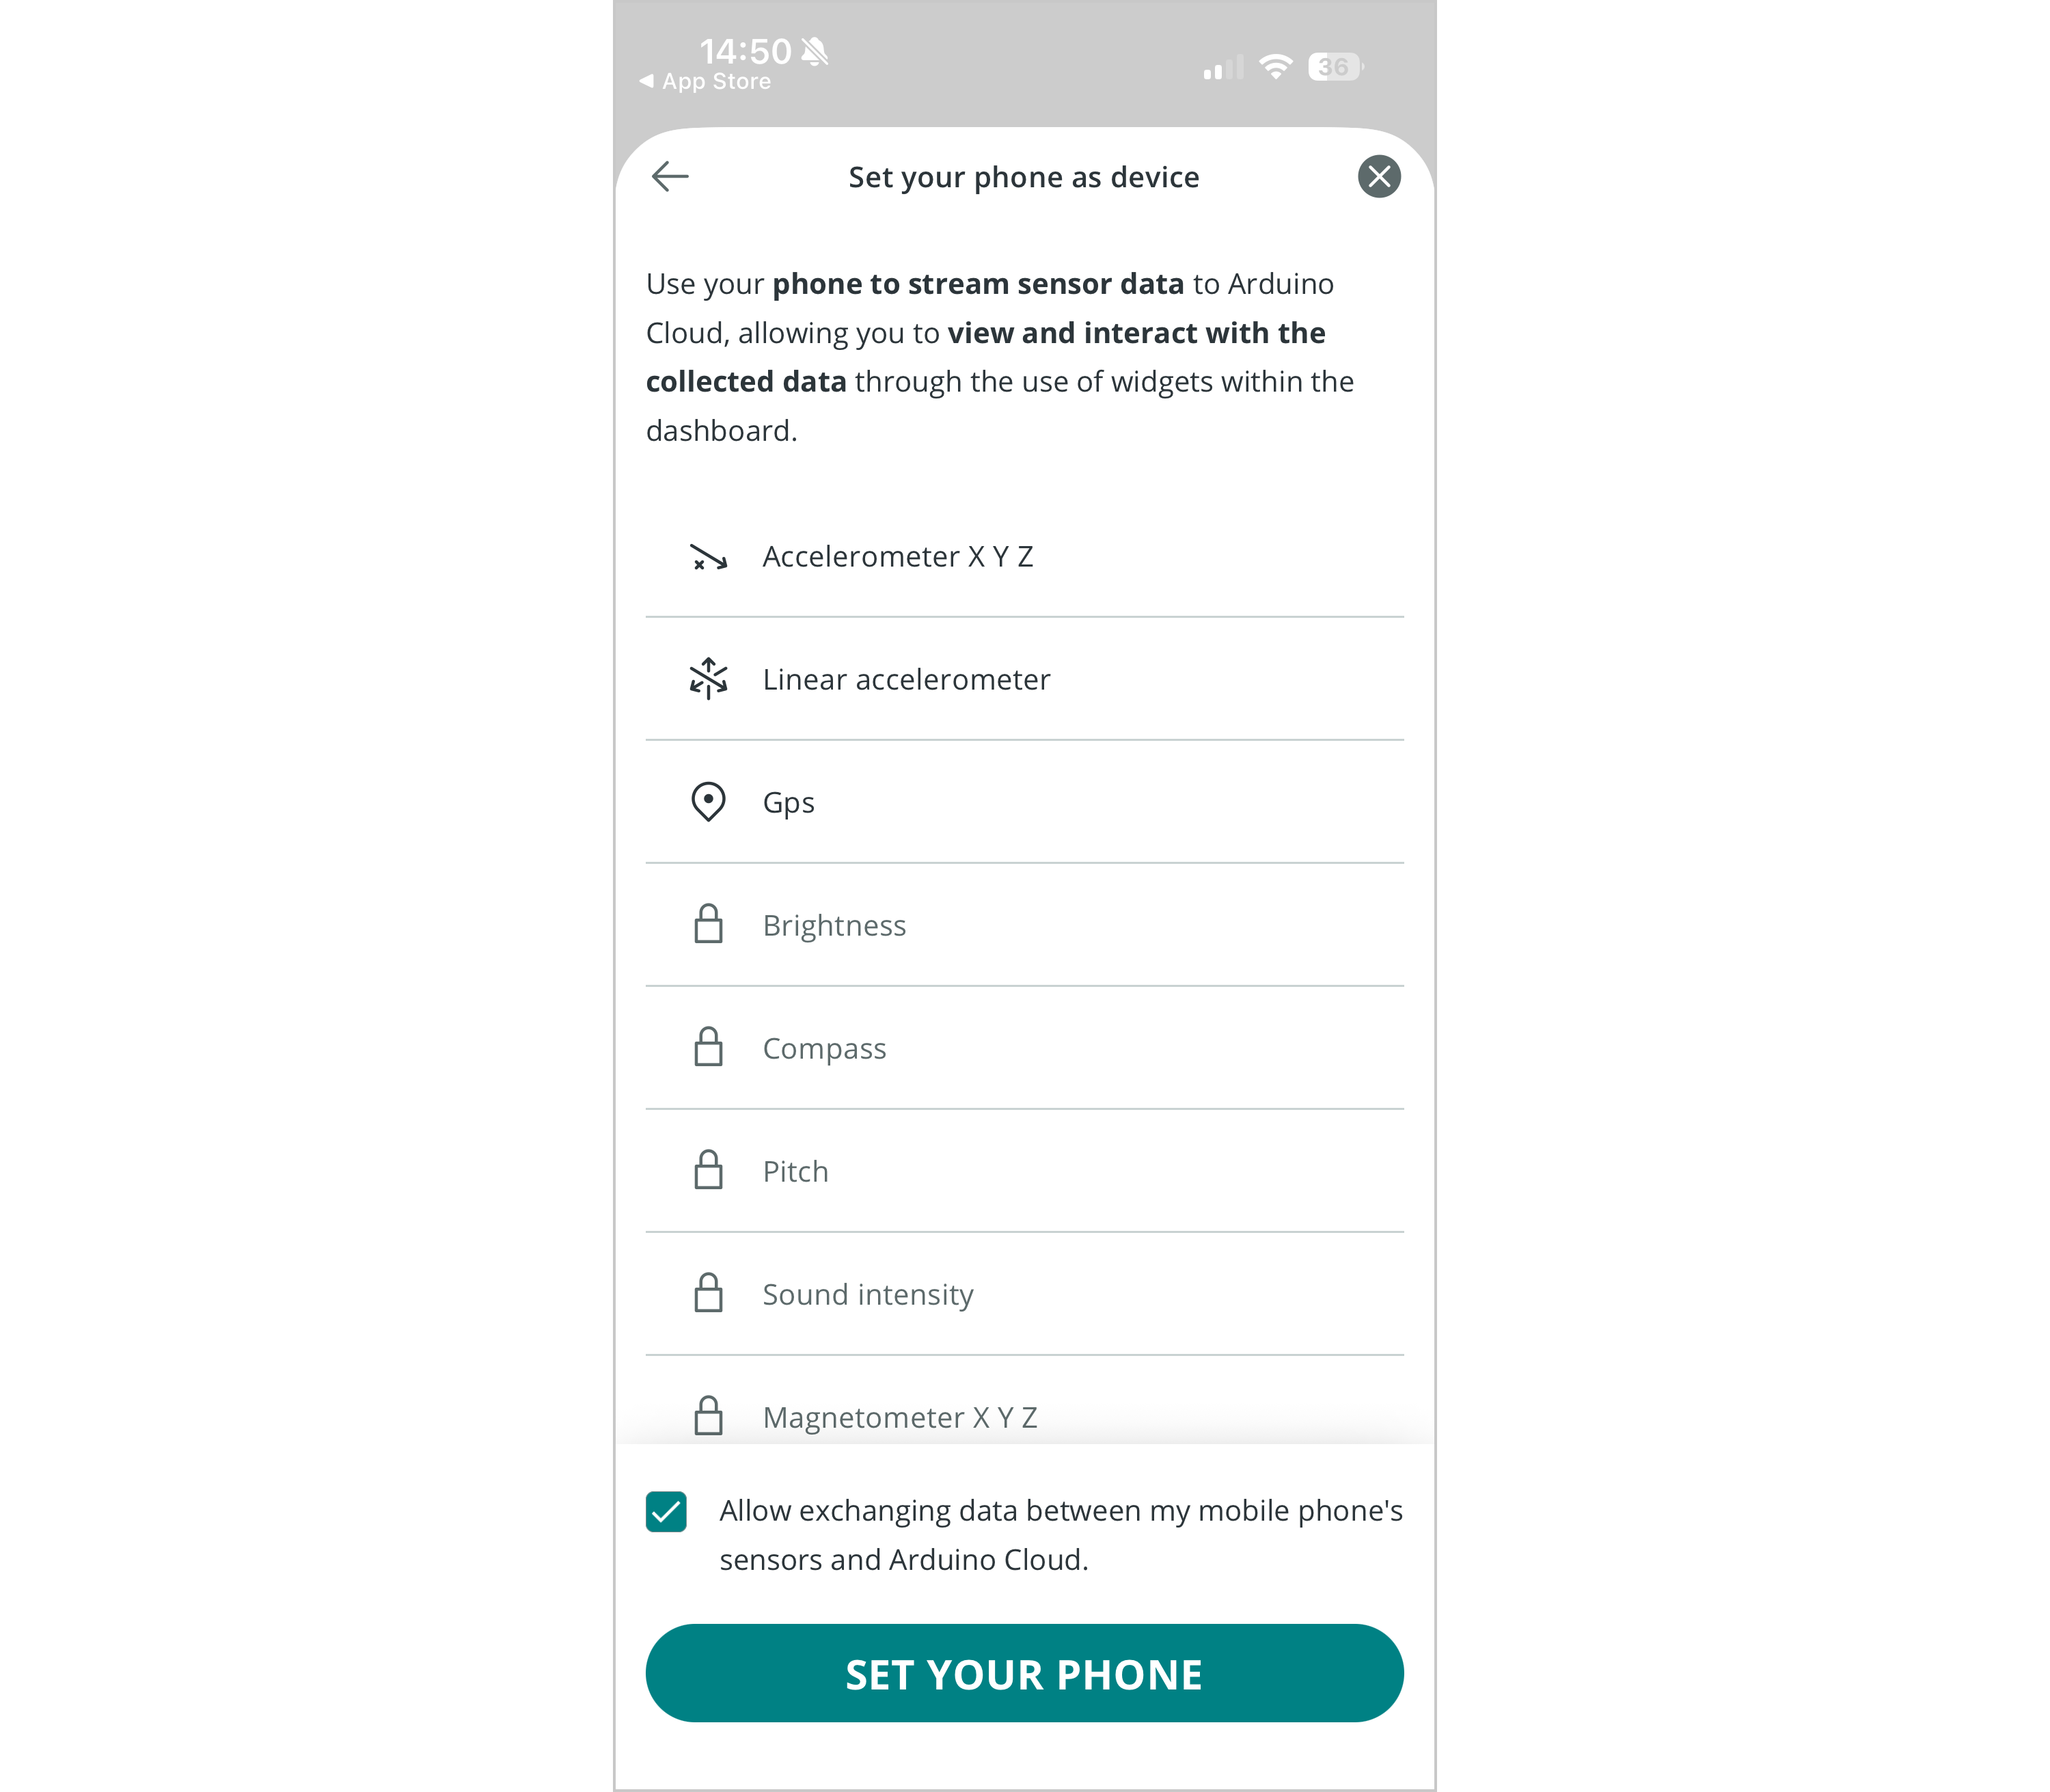 14:50
App Store
36
Set your phone as device
Use your phone to stream sensor data to Arduino
Cloud, allowing you to view and interact with the
collected data through the use of widgets within the
dashboard.
Accelerometer X Y Z
Linear accelerometer
Gps
Brightness
Compass
Pitch
Sound intensity
Magnetometer X Y Z
Allow exchanging data between my mobile phone's
sensors and Arduino Cloud.
SET YOUR PHONE